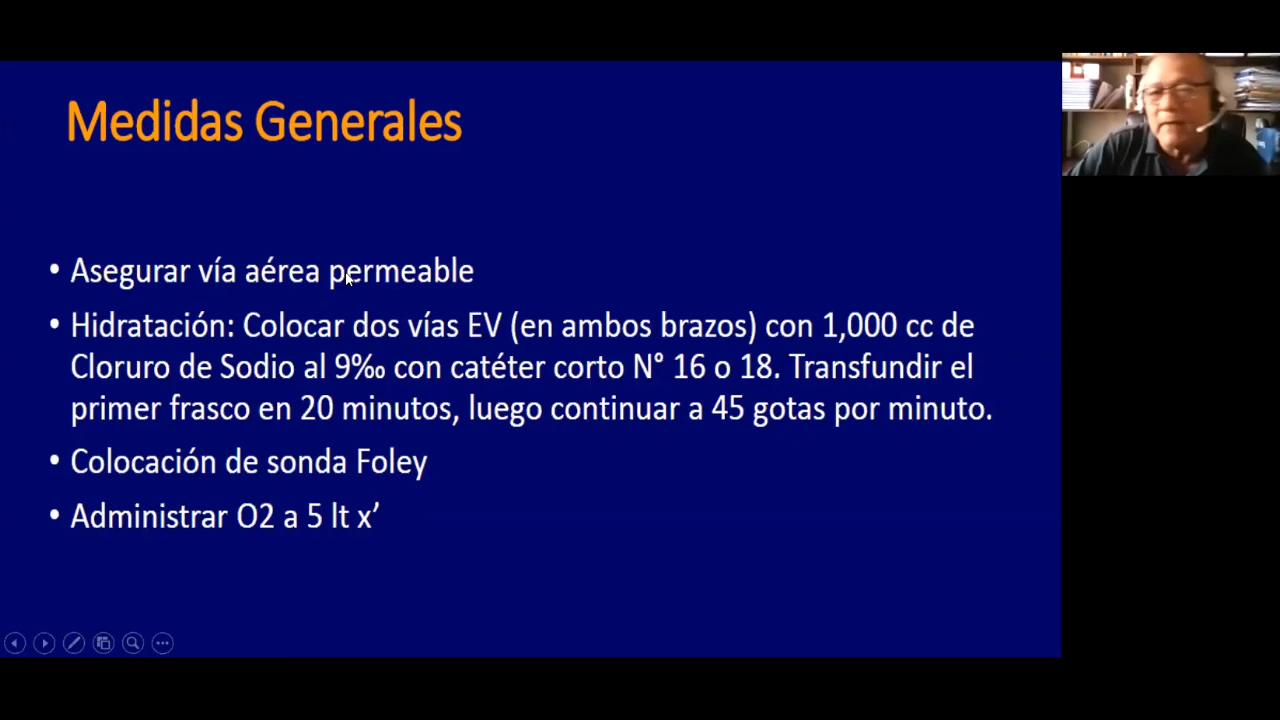 Medidas Generales
• Asegurar vía aérea permeable
• Hidratación: Colocar dos vías EV (en ambos brazos) con 1,000 cc de
Cloruro de Sodio al 9‰ con catéter corto N° 16 o 18. Transfundir el
primer frasco en 20 minutos, luego continuar a 45 gotas por minuto.
• Colocación de sonda Foley
• Administrar O2 a 5 lt x’